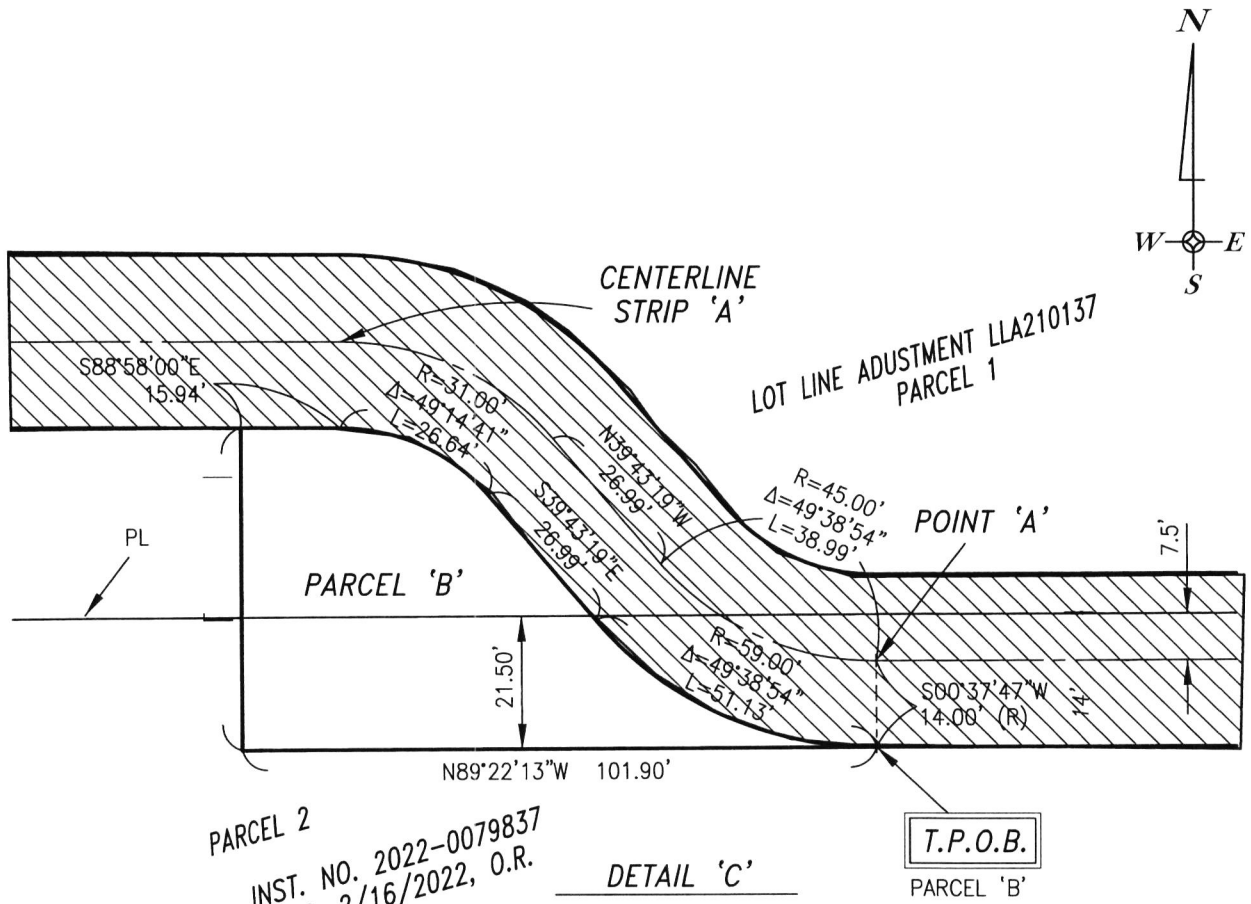 N
W E
S
CENTERLINE
STRIP 'A'
LOT LINE ADUSTMENT LLA210137
PARCEL 1
S88°58'00"E
15.94'
R=31.00'
Δ=49°14'41"
L=26.64'
N39°43'19"W
26.99'
S39°43'19"E
26.99'
R=45.00'
Δ=49°38'54"
L=38.99'
POINT 'A'
7.5'
PL
PARCEL 'B'
21.50'
R=59.00'
Δ=49°38'54"
L=51.13'
S00°37'47"W
14.00' (R)
14'
N89°22'13"W 101.90'
PARCEL 2
INST. NO. 2022-0079837
2/16/2022, O.R.
DETAIL 'C'
T.P.O.B.
PARCEL 'B'